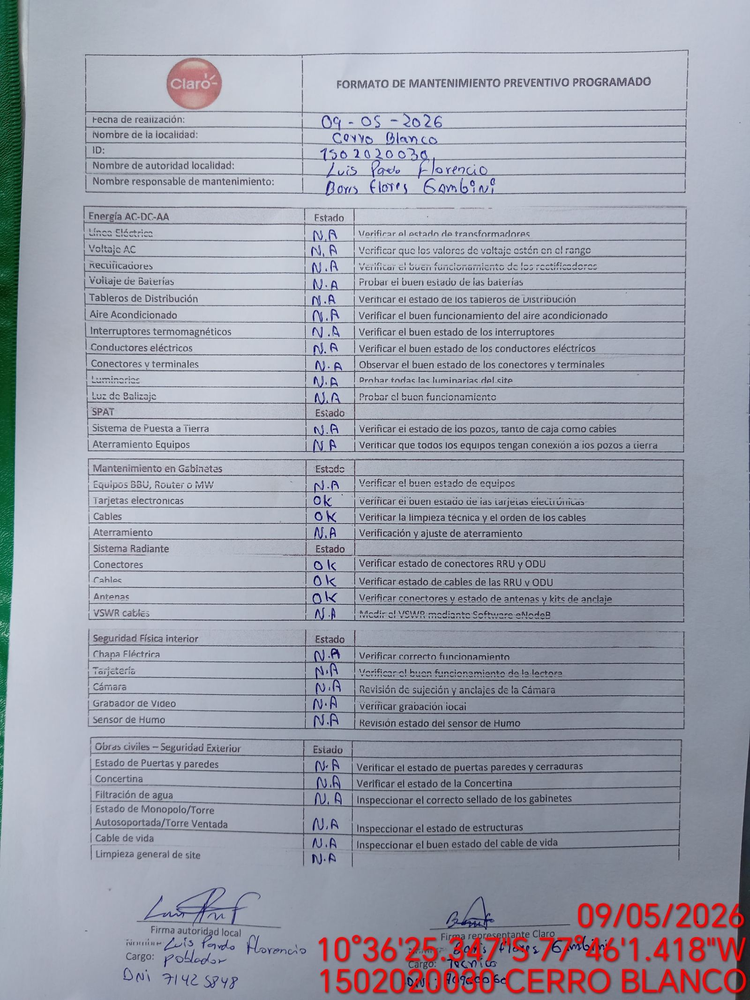 Claro
FORMATO DE MANTENIMIENTO PREVENTIVO PROGRAMADO
Fecha de realización: 09-05-2026
Nombre de la localidad: Cerro Blanco
ID: 1502020030
Nombre de autoridad localidad: Luis Pardo Florencio
Nombre responsable de mantenimiento: Boris Flores Gambini
Energía AC-DC-AA Estado
Línea Eléctrica N.A Verificar el estado de transformadores
Voltaje AC N.A Verificar que los valores de voltaje estén en el rango
Rectificadores N.A Verificar el buen funcionamiento de los rectificadores
Voltaje de Baterías N.A Probar el buen estado de las baterías
Tableros de Distribución N.A Verificar el estado de los tableros de Distribución
Aire Acondicionado N.A Verificar el buen funcionamiento del aire acondicionado
Interruptores termomagnéticos N.A Verificar el buen estado de los interruptores
Conductores eléctricos N.A Verificar el buen estado de los conductores eléctricos
Conectores y terminales N.A Observar el buen estado de los conectores y terminales
Luminarias N.A Probar todas las luminarias del site
Luz de Balizaje N.A Probar el buen funcionamiento
SPAT Estado
Sistema de Puesta a Tierra N.A Verificar el estado de los pozos, tanto de caja como cables
Aterramiento Equipos N A Verificar que todos los equipos tengan conexión a los pozos a tierra
Mantenimiento en Gabinetes Estado
Equipos BBU, Router o MW N.A Verificar el buen estado de equipos
Tarjetas electrónicas Ok Verificar el buen estado de las tarjetas electrónicas
Cables OK Verificar la limpieza técnica y el orden de los cables
Aterramiento N.A Verificación y ajuste de aterramiento
Sistema Radiante Estado
Conectores OK Verificar estado de conectores RRU y ODU
Cables OK Verificar estado de cables de las RRU y ODU
Antenas OK Verificar conectores y estado de antenas y kits de anclaje
VSWR cables N.A Medir el VSWR mediante Software eNodeB
Seguridad Física interior Estado
Chapa Eléctrica N.A Verificar correcto funcionamiento
Tarjetería N.A Verificar el buen funcionamiento de la lectora
Cámara N.A Revisión de sujeción y anclajes de la Cámara
Grabador de Video N.A Verificar grabación local
Sensor de Humo N.A Revisión estado del sensor de Humo
Obras civiles – Seguridad Exterior Estado
Estado de Puertas y paredes N.A Verificar el estado de puertas paredes y cerraduras
Concertina N.A Verificar el estado de la Concertina
Filtración de agua N.A Inspeccionar el correcto sellado de los gabinetes
Estado de Monopolo/Torre
Autosoportada/Torre Ventada N.A Inspeccionar el estado de estructuras
Cable de vida N.A Inspeccionar el buen estado del cable de vida
Limpieza general de site N.A
Firma autoridad local
Nombre: Luis Pardo Florencio
Cargo: Poblador
DNi 71425848
Firma representante Claro
Boris Flores Gambini
Cargo: Tecnico
DNI:
09/05/2026
10°36'25.347"S 77°46'1.418"W
1502020030 CERRO BLANCO